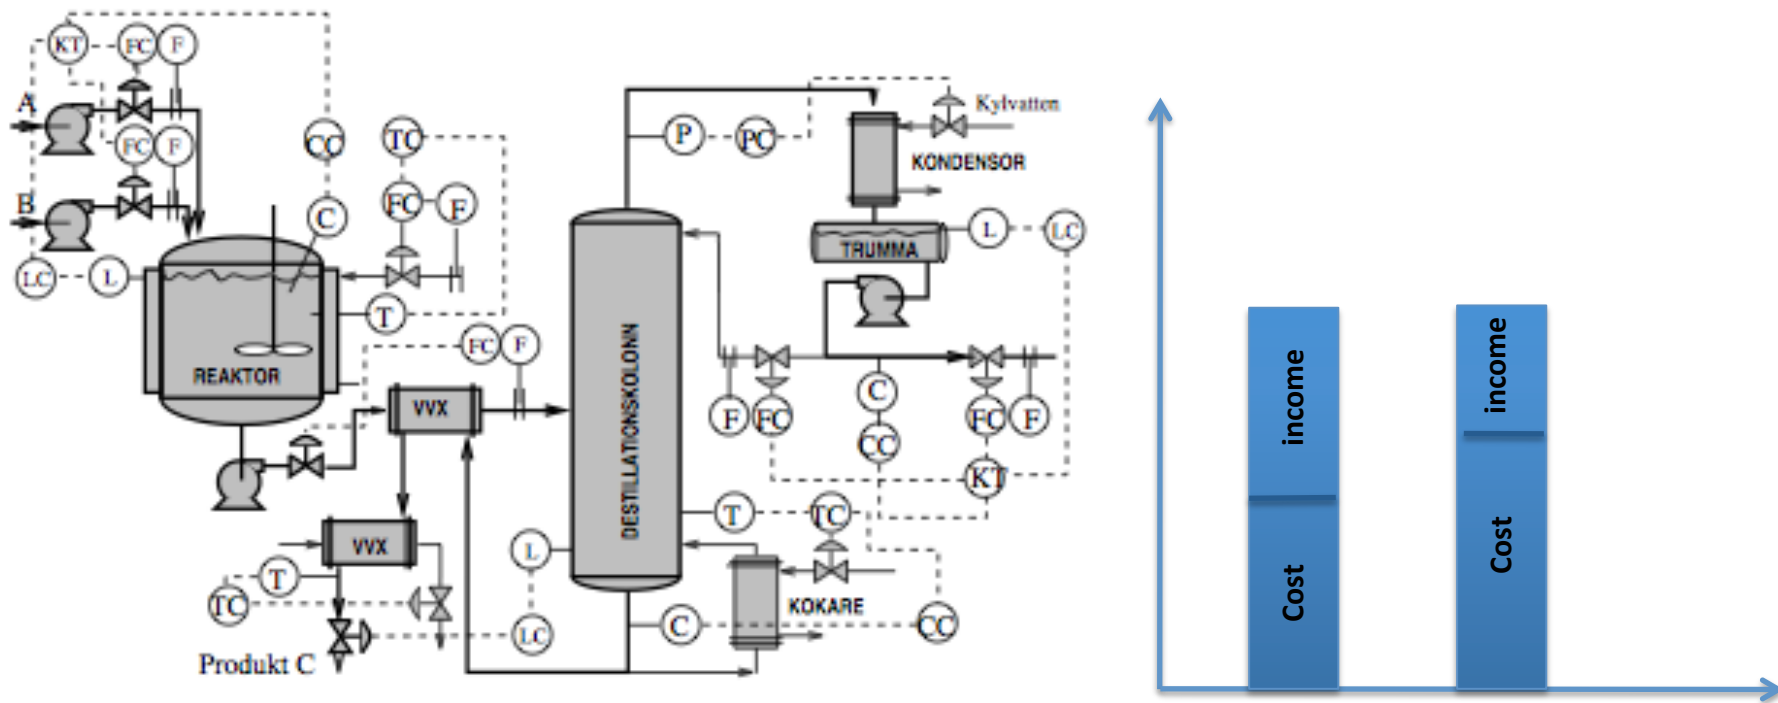 KT
FC
F
A
FC
F
B
CC
TC
C
FC
F
LC
L
T
REAKTOR
FC
F
VVX
VVX
T
TC
LC
Produkt C
L
DESTILLATIONSKOLONN
P
PC
Kylvatten
KONDENSOR
TRUMMA
L
LC
F
FC
C
CC
FC
F
KT
T
TC
KOKARE
C
CC
income
Cost
income
Cost